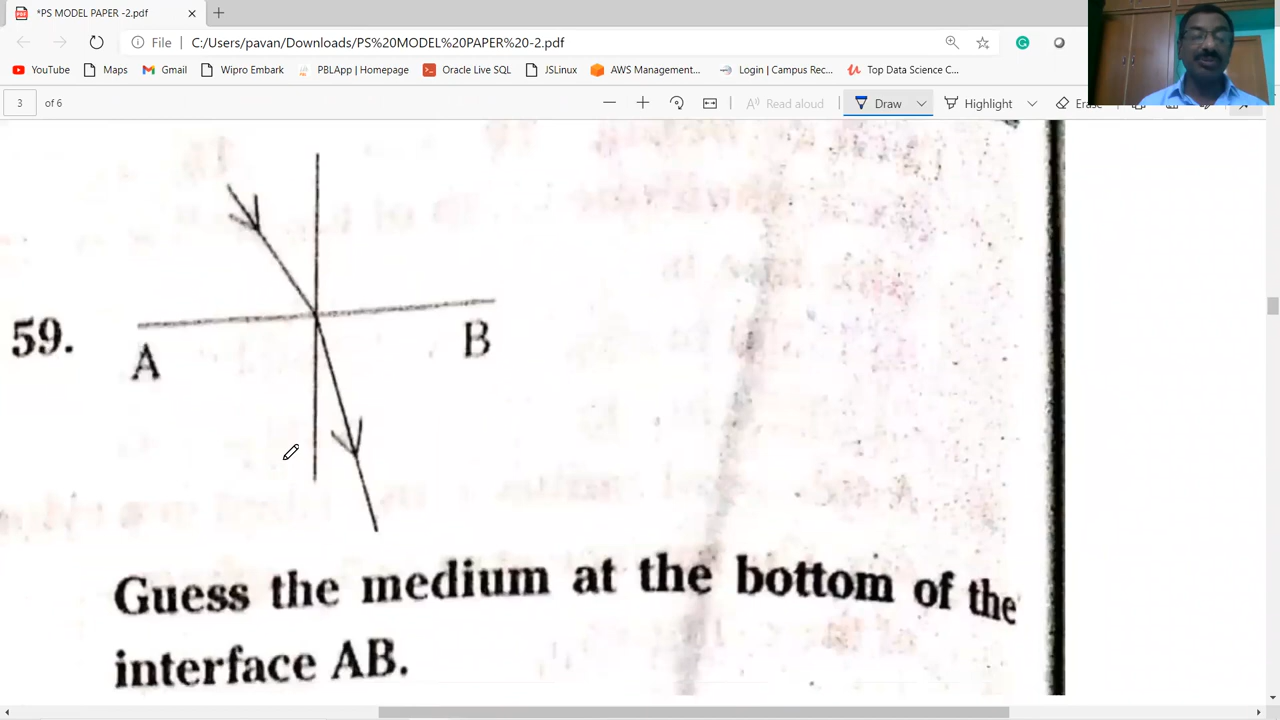 *PS MODEL PAPER -2.pdf
File C:/Users/pavan/Downloads/PS%20MODEL%20PAPER%20-2.pdf
YouTube Maps Gmail Wipro Embark PBLApp | Homepage Oracle Live SQL JSLinux AWS Management... Login | Campus Rec... Top Data Science C...
3 of 6 Read aloud Draw Highlight
59.
A B
Guess the medium at the bottom of the
interface AB.